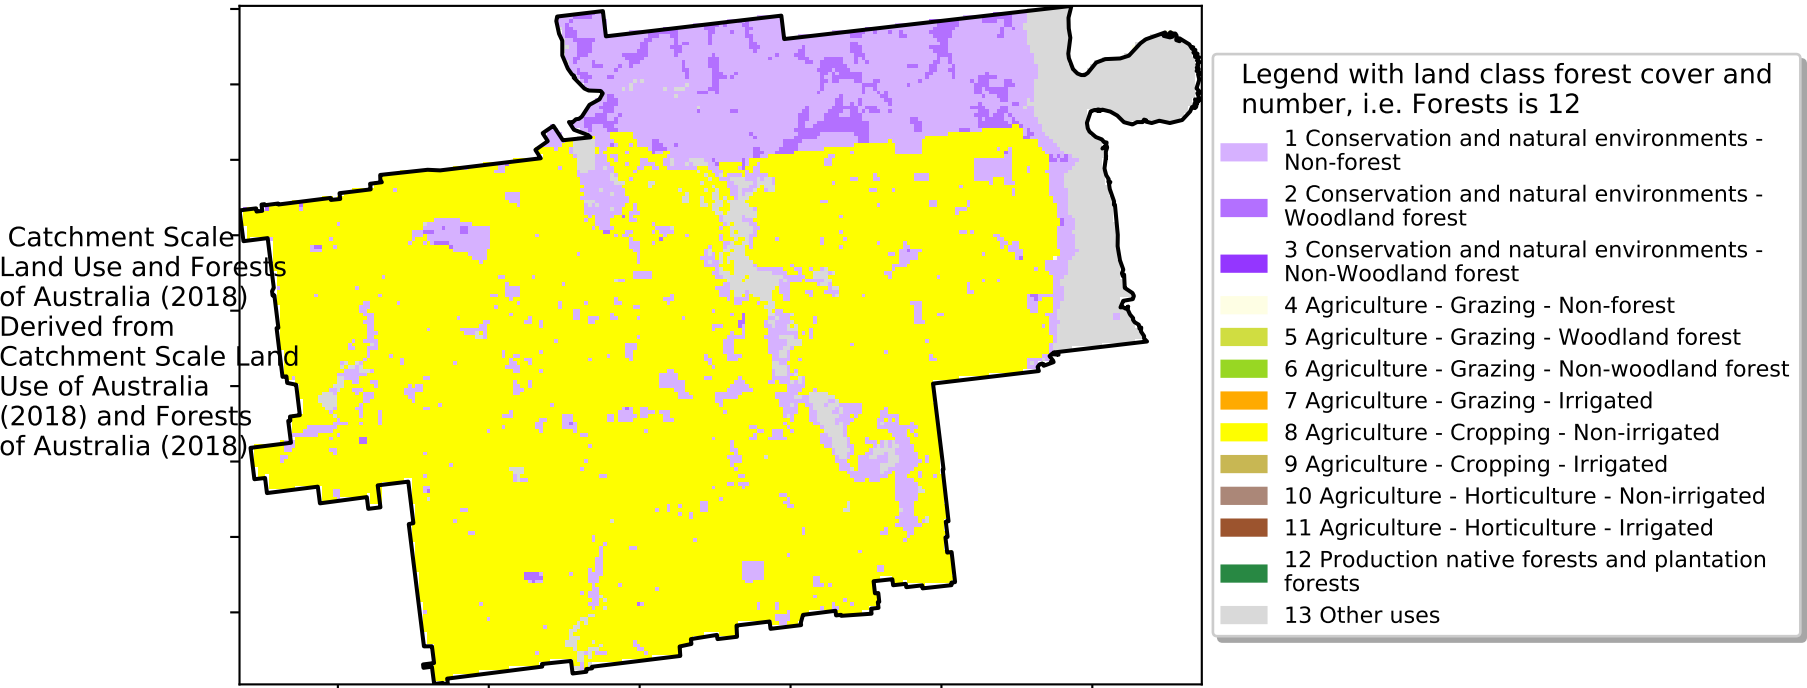 Catchment Scale
Land Use and Forests
of Australia (2018)
Derived from
Catchment Scale Land
Use of Australia
(2018) and Forests
of Australia (2018)
Legend with land class forest cover and
number, i.e. Forests is 12
1 Conservation and natural environments -
Non-forest
2 Conservation and natural environments -
Woodland forest
3 Conservation and natural environments -
Non-Woodland forest
4 Agriculture - Grazing - Non-forest
5 Agriculture - Grazing - Woodland forest
6 Agriculture - Grazing - Non-woodland forest
7 Agriculture - Grazing - Irrigated
8 Agriculture - Cropping - Non-irrigated
9 Agriculture - Cropping - Irrigated
10 Agriculture - Horticulture - Non-irrigated
11 Agriculture - Horticulture - Irrigated
12 Production native forests and plantation
forests
13 Other uses